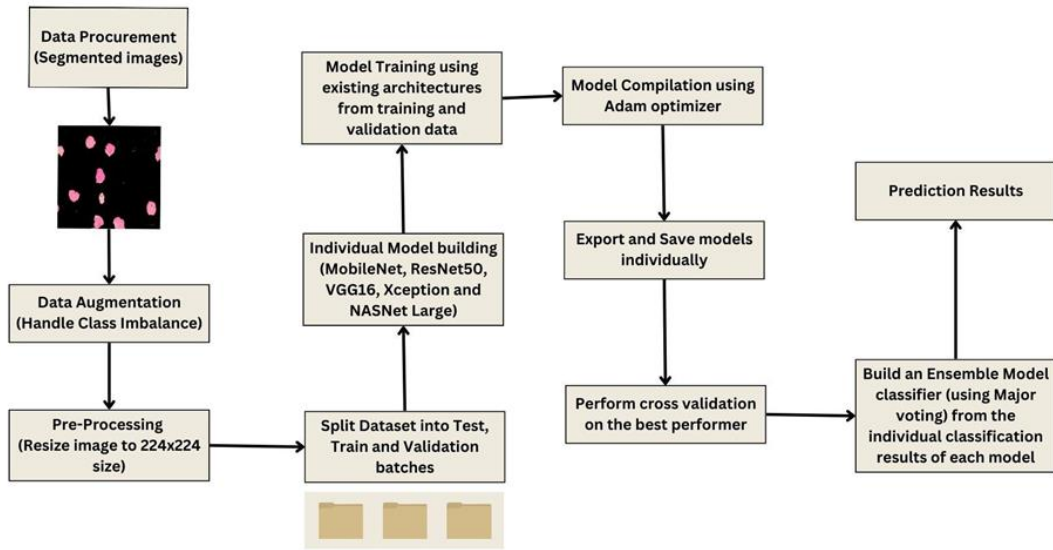 Data Procurement
(Segmented images)
Data Augmentation
(Handle Class Imbalance)
Pre-Processing
(Resize image to 224x224
size)
Split Dataset into Test,
Train and Validation
batches
Individual Model building
(MobileNet, ResNet50,
VGG16, Xception and
NASNet Large)
Model Training using
existing architectures
from training and
validation data
Model Compilation using
Adam optimizer
Export and Save models
individually
Perform cross validation
on the best performer
Build an Ensemble Model
classifier (using Major
voting) from the
individual classification
results of each model
Prediction Results